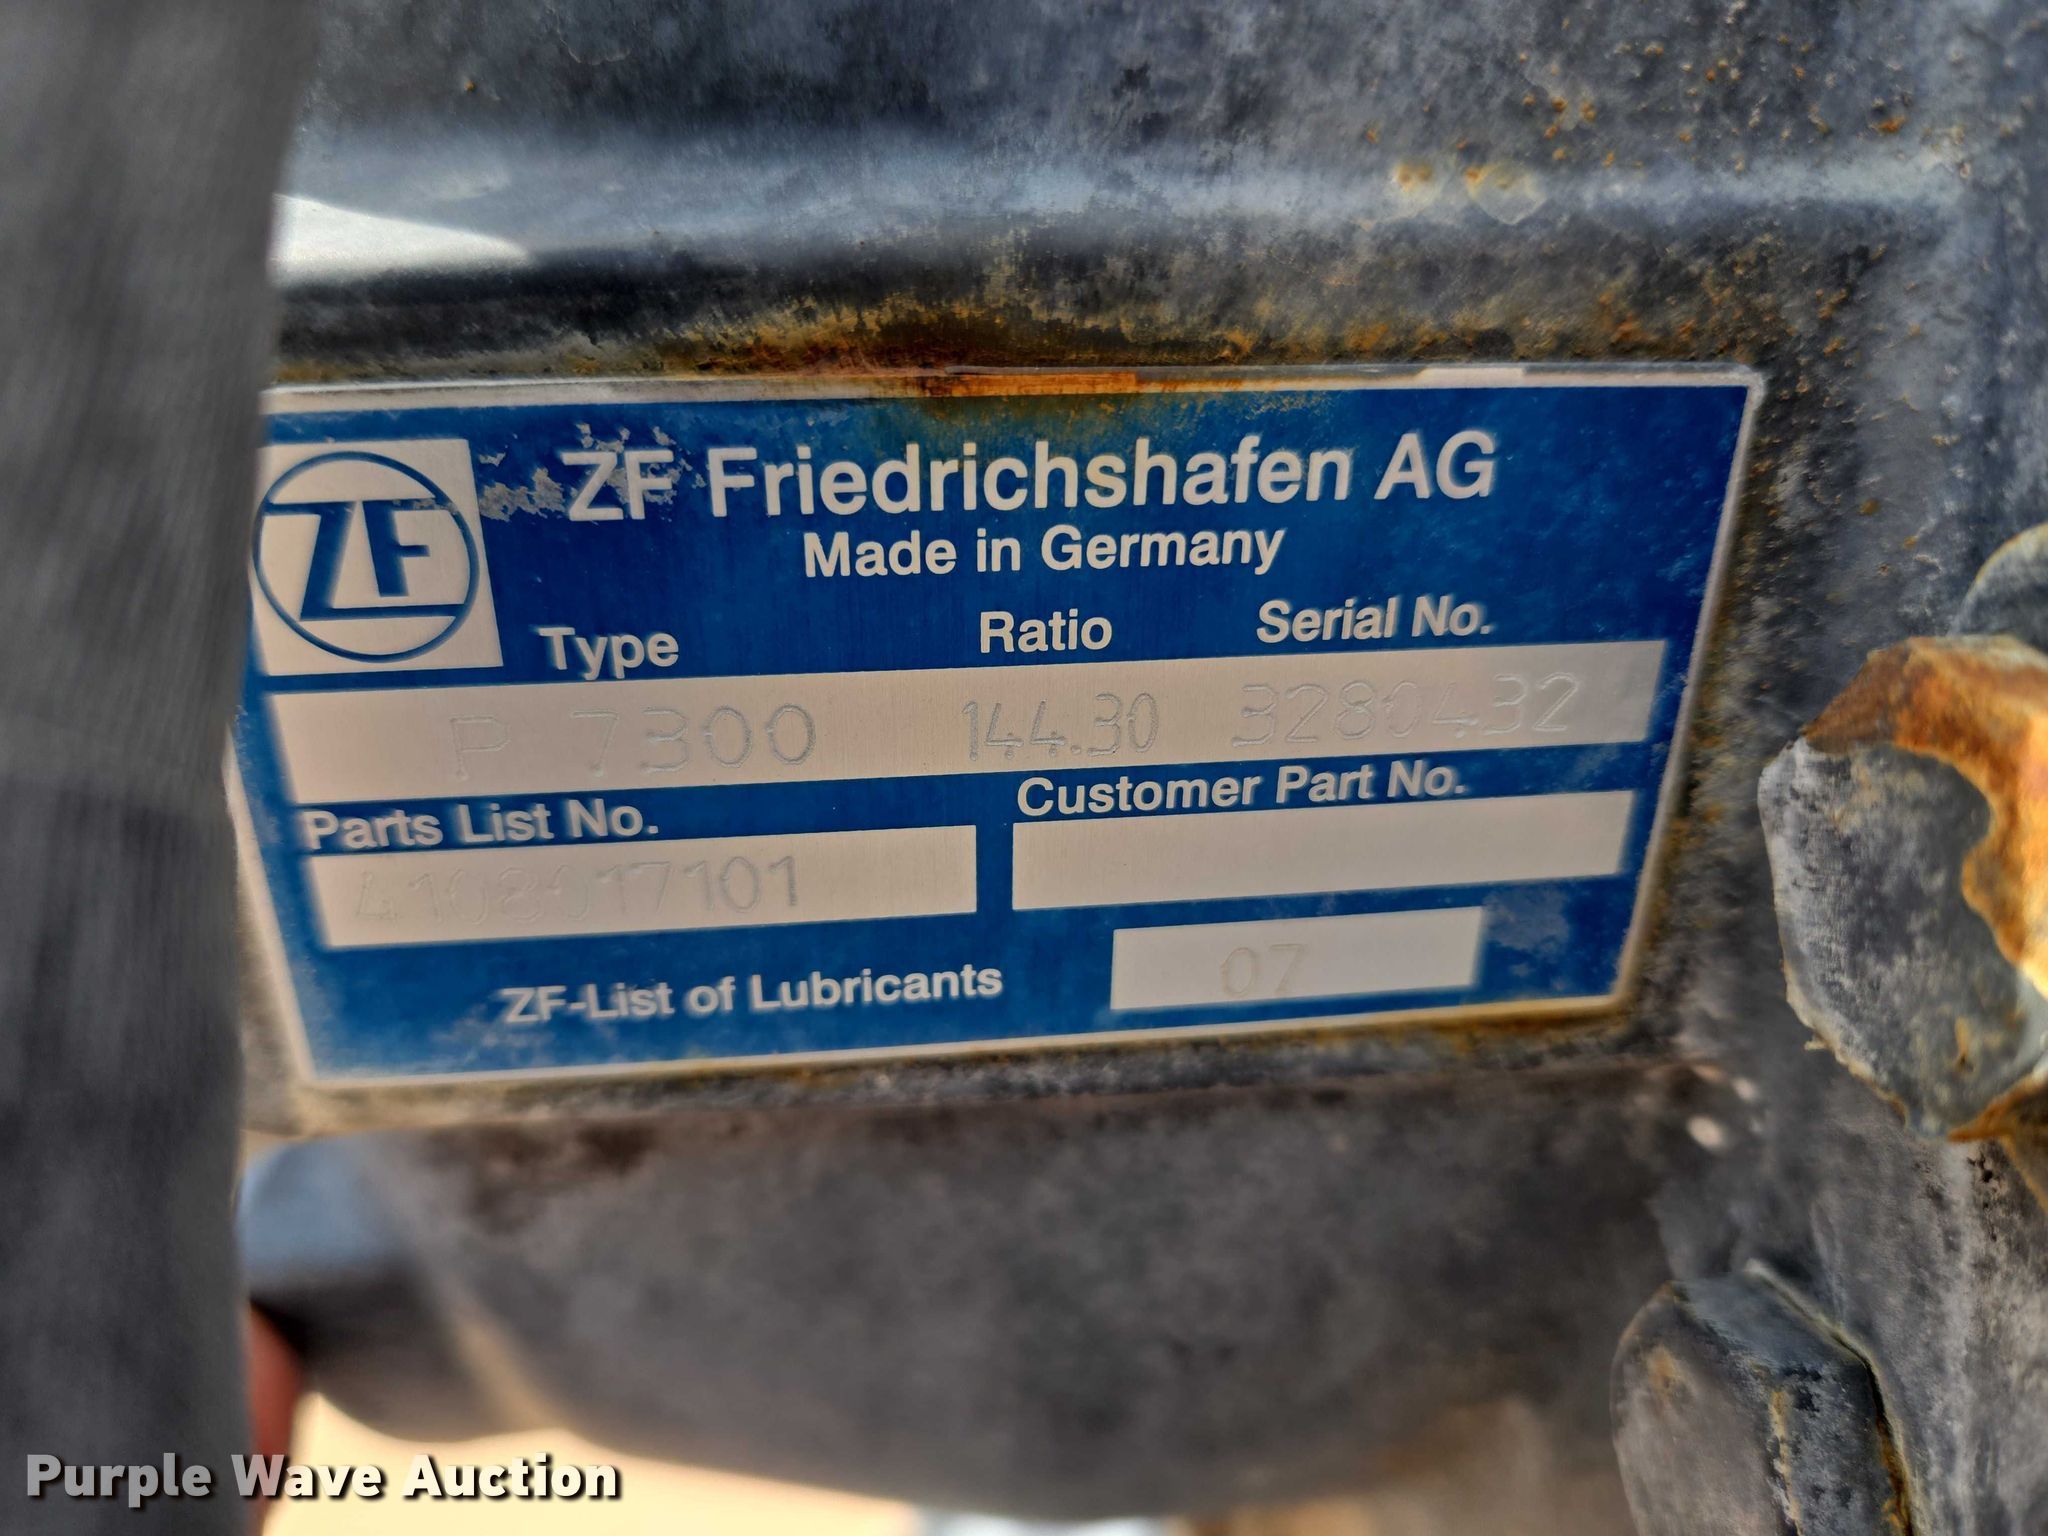 ZF
ZF Friedrichshafen AG
Made in Germany
Type Ratio Serial No.
P 7300 144.30 3280432
Parts List No. Customer Part No.
4108017101
ZF-List of Lubricants 07
Purple Wave Auction